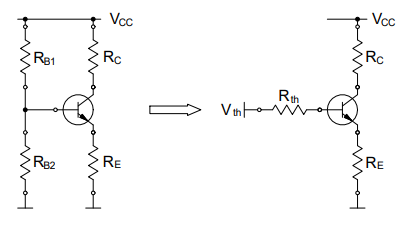 VCC VCC
RB1 RC RC
Vth Rth
RB2 RE RE